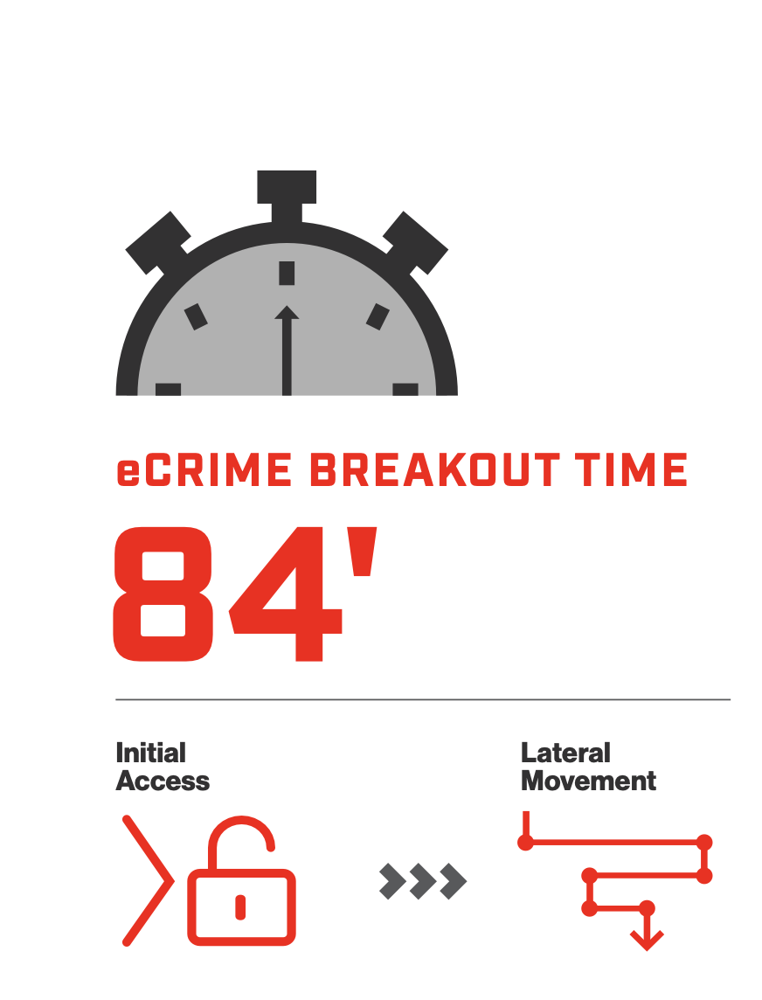 eCRIME BREAKOUT TIME
84'
Initial
Access
Lateral
Movement